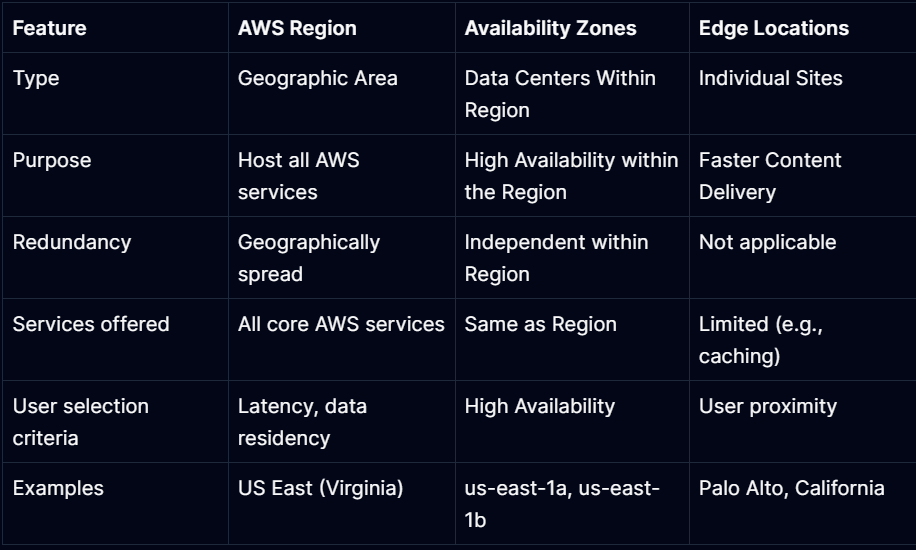 Feature AWS Region Availability Zones Edge Locations
Type Geographic Area Data Centers Within Region Individual Sites
Purpose Host all AWS services High Availability within the Region Faster Content Delivery
Redundancy Geographically spread Independent within Region Not applicable
Services offered All core AWS services Same as Region Limited (e.g., caching)
User selection criteria Latency, data residency High Availability User proximity
Examples US East (Virginia) us-east-1a, us-east-1b Palo Alto, California